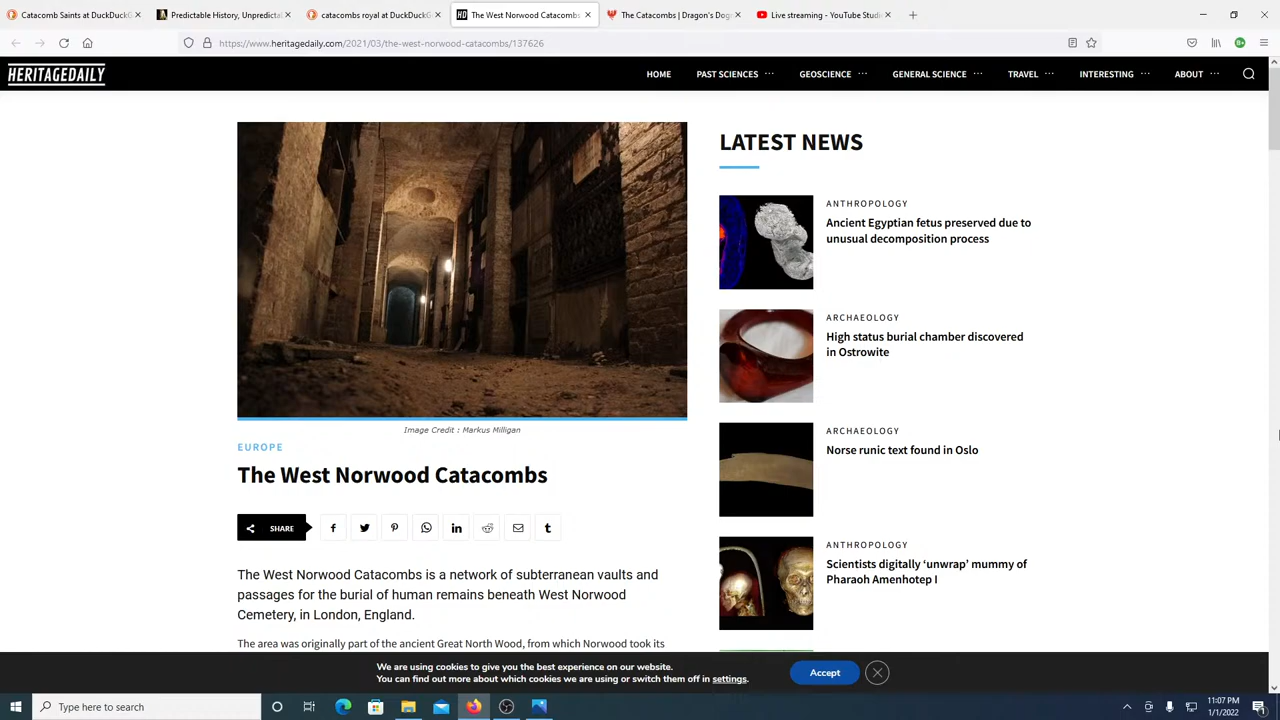 Catacomb Saints at DuckDuckG
Predictable History, Unpredicta
catacombs royal at DuckDuckG
The West Norwood Catacombs
The Catacombs | Dragon's Dog
Live streaming - YouTube Studi
https://www.heritagedaily.com/2021/03/the-west-norwood-catacombs/137626
HERITAGEDAILY
HOME
PAST SCIENCES
GEOSCIENCE
GENERAL SCIENCE
TRAVEL
INTERESTING
ABOUT
Image Credit : Markus Milligan
EUROPE
The West Norwood Catacombs
SHARE
The West Norwood Catacombs is a network of subterranean vaults and
passages for the burial of human remains beneath West Norwood
Cemetery, in London, England.
The area was originally part of the ancient Great North Wood, from which Norwood took its
LATEST NEWS
ANTHROPOLOGY
Ancient Egyptian fetus preserved due to
unusual decomposition process
ARCHAEOLOGY
High status burial chamber discovered
in Ostrowite
ARCHAEOLOGY
Norse runic text found in Oslo
ANTHROPOLOGY
Scientists digitally ‘unwrap’ mummy of
Pharaoh Amenhotep I
We are using cookies to give you the best experience on our website.
You can find out more about which cookies we are using or switch them off in settings.
Accept
Type here to search
11:07 PM
1/1/2022